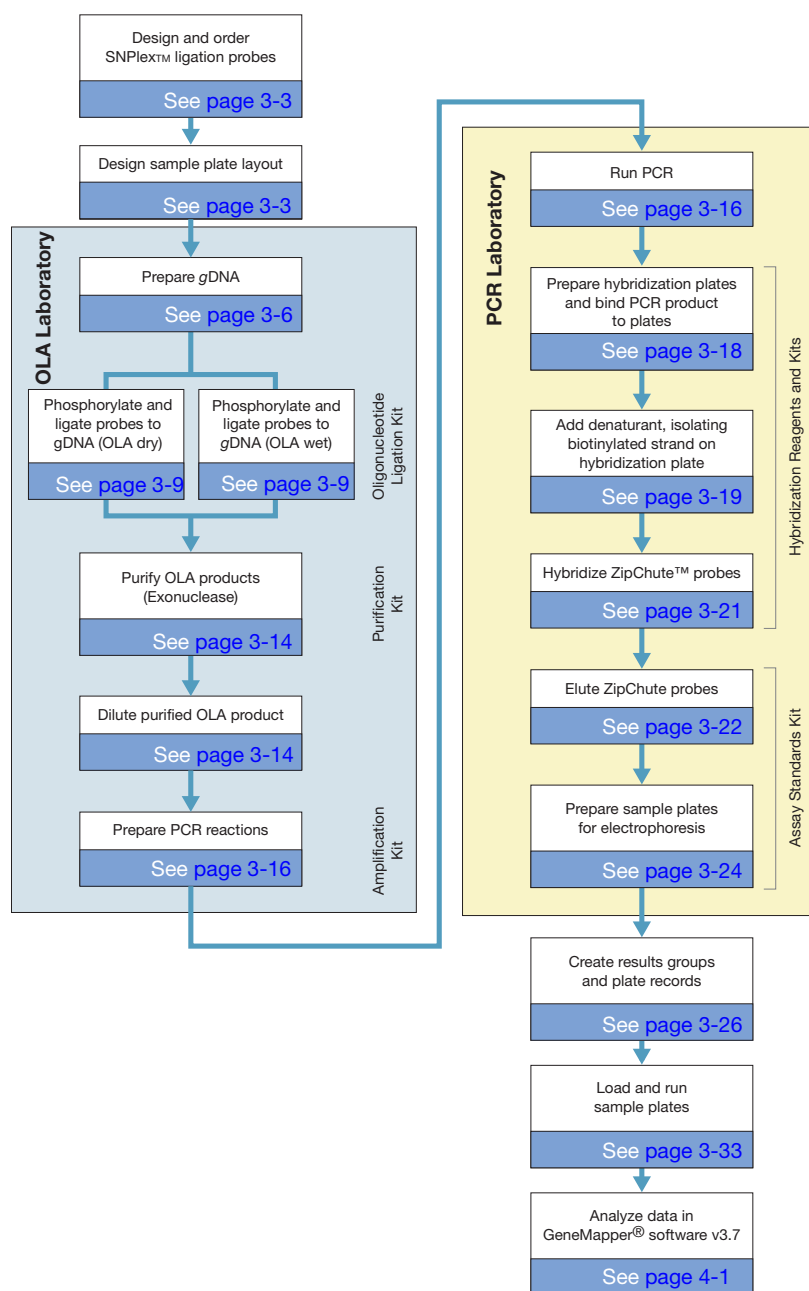 Design and order
SNPlex™ ligation probes
See page 3-3
Design sample plate layout
See page 3-3
OLA Laboratory
Prepare gDNA
See page 3-6
Phosphorylate and
ligate probes to
gDNA (OLA dry)
See page 3-9
Phosphorylate and
ligate probes to
gDNA (OLA wet)
See page 3-9
Oligonucleotide
Ligation Kit
Purify OLA products
(Exonuclease)
See page 3-14
Purification
Kit
Dilute purified OLA product
See page 3-14
Prepare PCR reactions
See page 3-16
Amplification
Kit
PCR Laboratory
Run PCR
See page 3-16
Prepare hybridization plates
and bind PCR product
to plates
See page 3-18
Add denaturant, isolating
biotinylated strand on
hybridization plate
See page 3-19
Hybridize ZipChute™ probes
See page 3-21
Hybridization Reagents and Kits
Elute ZipChute probes
See page 3-22
Prepare sample plates
for electrophoresis
See page 3-24
Assay Standards Kit
Create results groups
and plate records
See page 3-26
Load and run
sample plates
See page 3-33
Analyze data in
GeneMapper® software v3.7
See page 4-1